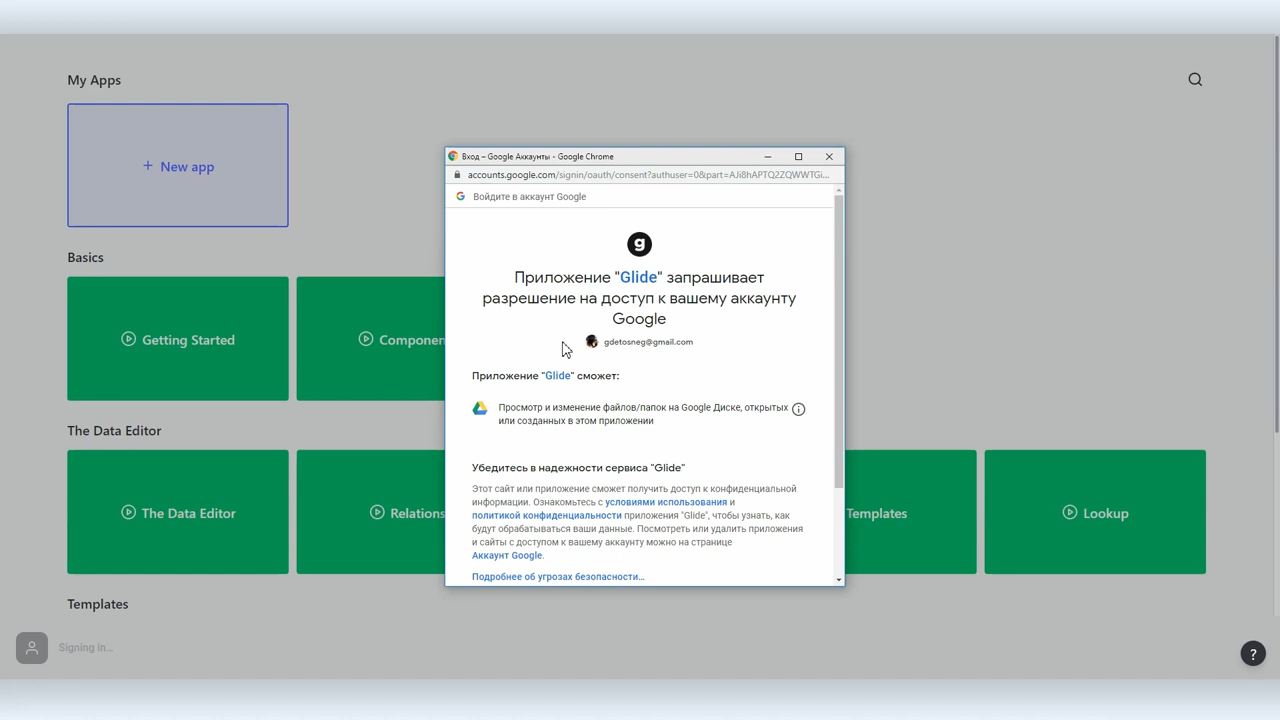 My Apps
+ New app
Basics
Getting Started
Componen
The Data Editor
The Data Editor
Relations
Templates
Lookup
Templates
Signing in...
?
Вход – Google Аккаунты - Google Chrome
accounts.google.com/signin/oauth/consent?authuser=0&part=AJi8hAPTQ2ZQWWTGi...
Войдите в аккаунт Google
g
Приложение "Glide" запрашивает
разрешение на доступ к вашему аккаунту
Google
gdetosneg@gmail.com
Приложение "Glide" сможет:
Просмотр и изменение файлов/папок на Google Диске, открытых
или созданных в этом приложении
Убедитесь в надежности сервиса "Glide"
Этот сайт или приложение сможет получить доступ к конфиденциальной
информации. Ознакомьтесь с условиями использования и
политикой конфиденциальности приложения "Glide", чтобы узнать, как
будут обрабатываться ваши данные. Посмотреть или удалить приложения
и сайты с доступом к вашему аккаунту можно на странице
Аккаунт Google.
Подробнее об угрозах безопасности...